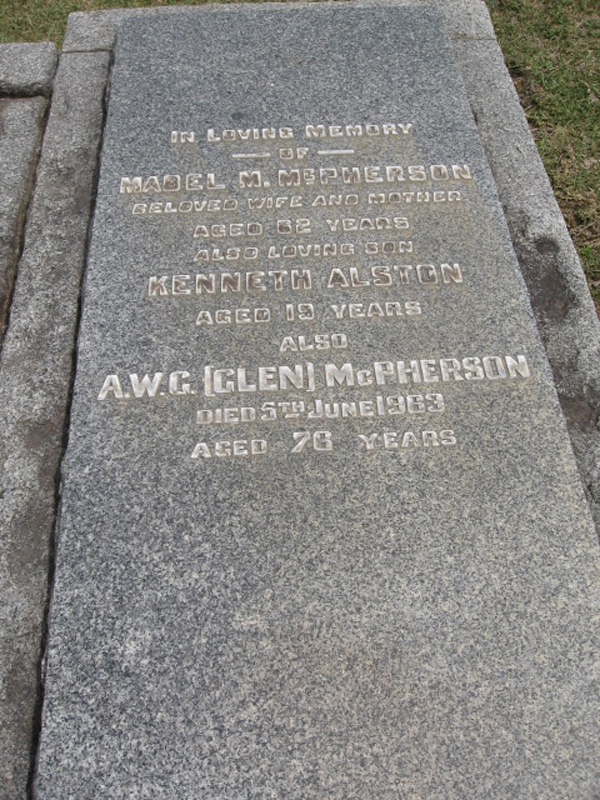 IN LOVING MEMORY
OF
MABEL M. McPHERSON
BELOVED WIFE AND MOTHER
AGED 62 YEARS
ALSO LOVING SON
KENNETH ALSTON
AGED 19 YEARS
ALSO
A.W.G. [GLEN] McPHERSON
DIED 5TH JUNE 1963
AGED 76 YEARS